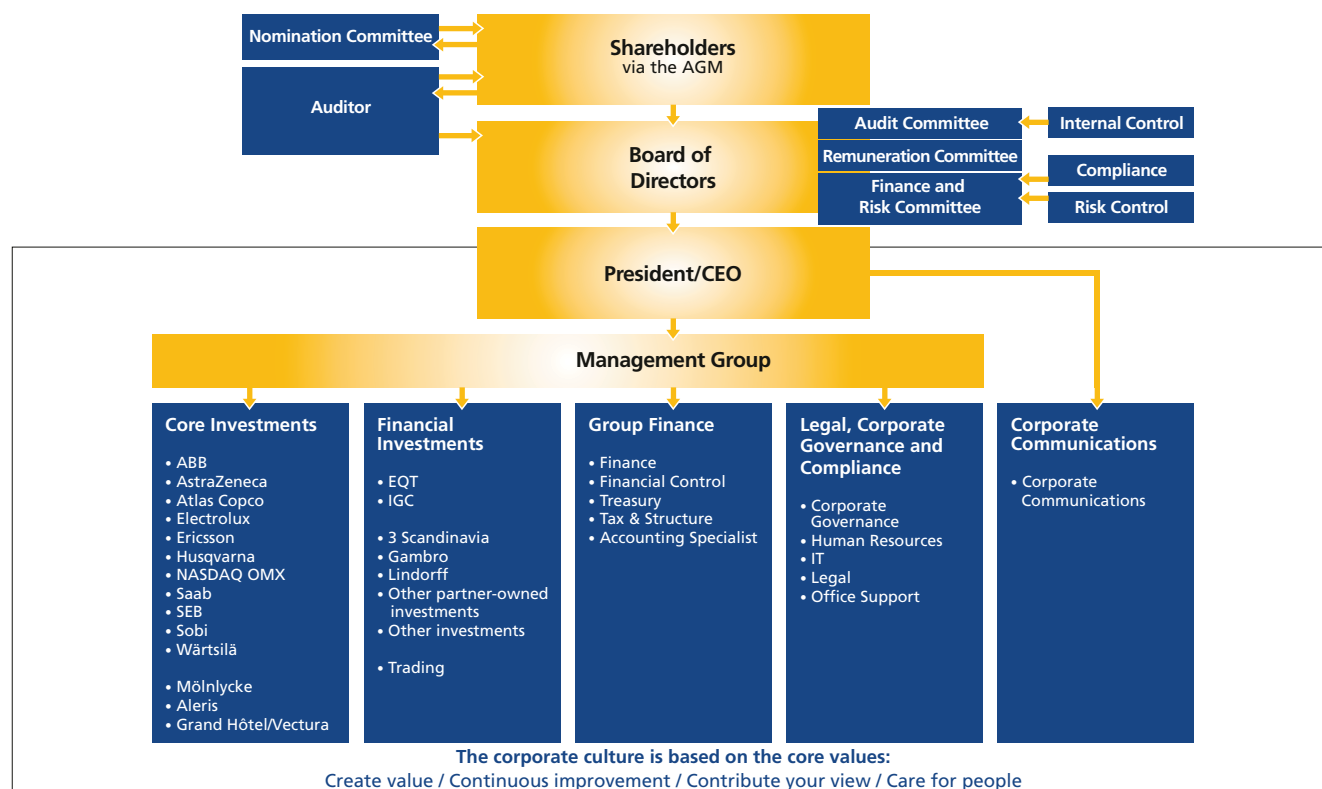 Nomination Committee
Auditor
Shareholders
via the AGM
Board of
Directors
Audit Committee
Remuneration Committee
Finance and
Risk Committee
Internal Control
Compliance
Risk Control
President/CEO
Management Group
Core Investments
• ABB
• AstraZeneca
• Atlas Copco
• Electrolux
• Ericsson
• Husqvarna
• NASDAQ OMX
• Saab
• SEB
• Sobi
• Wärtsilä
• Mölnlycke
• Aleris
• Grand Hôtel/Vectura
Financial
Investments
• EQT
• IGC
• 3 Scandinavia
• Gambro
• Lindorff
• Other partner-owned
investments
• Other investments
• Trading
Group Finance
• Finance
• Financial Control
• Treasury
• Tax & Structure
• Accounting Specialist
Legal, Corporate
Governance and
Compliance
• Corporate
Governance
• Human Resources
• IT
• Legal
• Office Support
Corporate
Communications
• Corporate
Communications
The corporate culture is based on the core values:
Create value / Continuous improvement / Contribute your view / Care for people